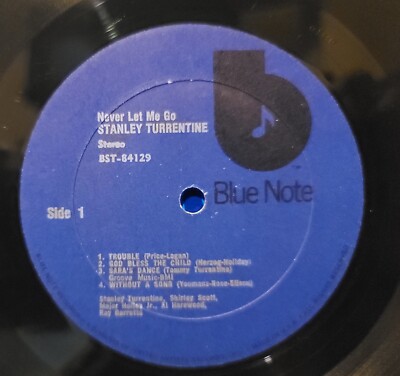 Never Let Me Go
STANLEY TURRENTINE
Stereo
BST-84129
Blue Note
Side 1
1. TROUBLE (Price-Logan)
2. GOD BLESS THE CHILD (Herzog-Holiday)
3. SARA'S DANCE (Tommy Turrentine)
Groove Music-BMI
4. WITHOUT A SONG (Youmans-Rose-Eliscu)
Stanley Turrentine, Shirley Scott,
Major Holley Jr., Al Harewood,
Ray Barretto